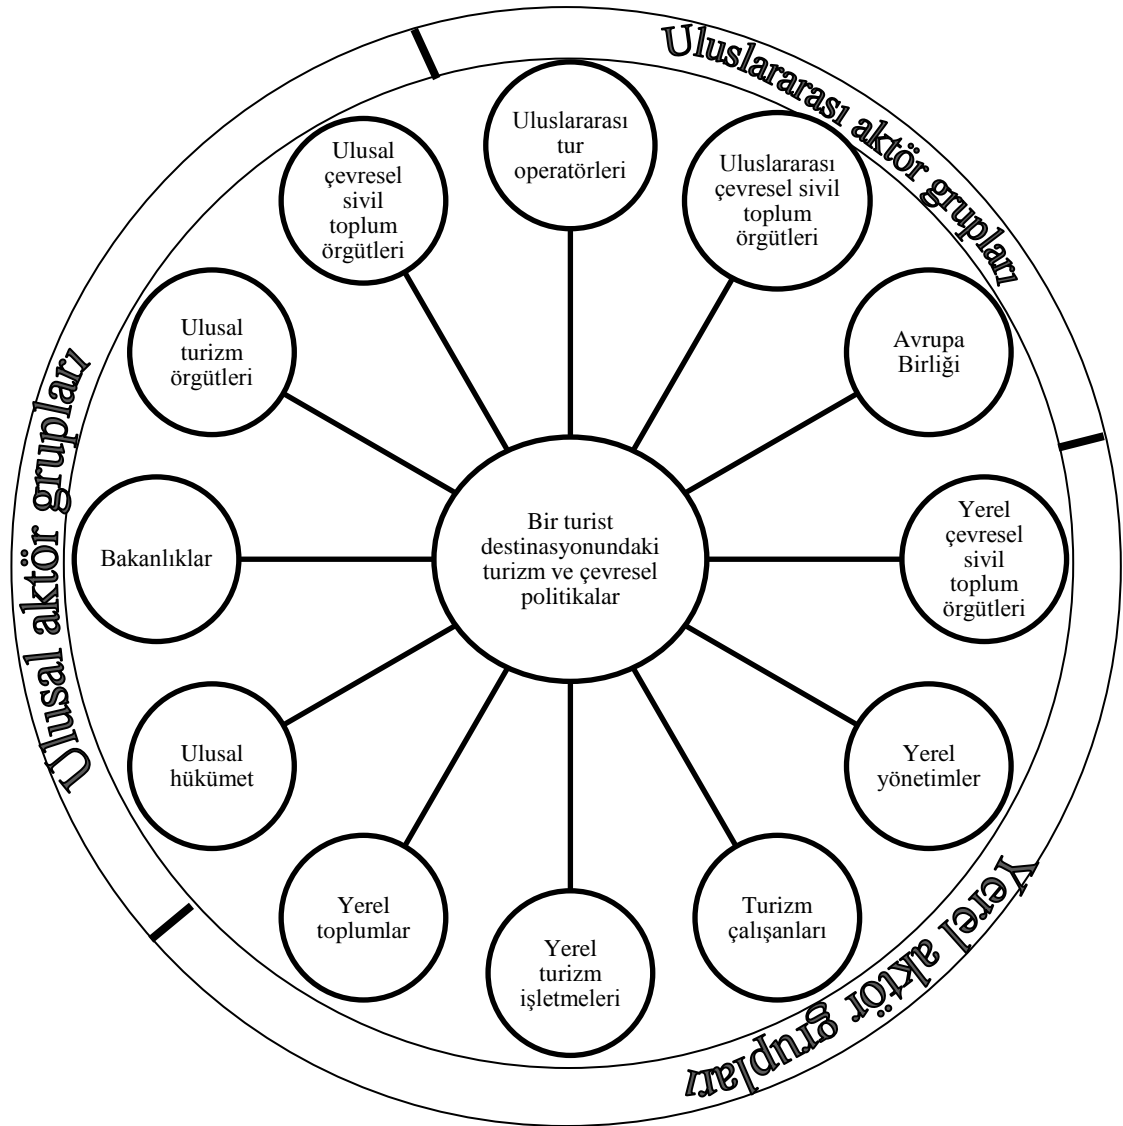 Uluslararası aktör grupları
Uluslararası
tur
operatörleri
Uluslararası
çevresel sivil
toplum
örgütleri
Avrupa
Birliği
Yerel
çevresel
sivil
toplum
örgütleri
Yerel
yönetimler
Turizm
çalışanları
Yerel
turizm
işletmeleri
Yerel
toplumlar
Yerel aktör grupları
Ulusal
hükümet
Bakanlıklar
Ulusal
turizm
örgütleri
Ulusal
çevresel
sivil
toplum
örgütleri
Ulusal aktör grupları
Bir turist
destinasyonundaki
turizm ve çevresel
politikalar